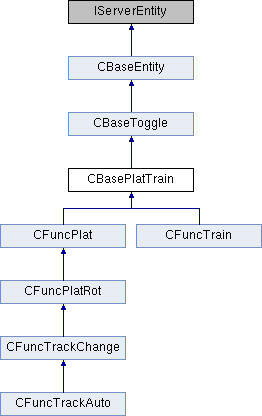 IServerEntity
CBaseEntity
CBaseToggle
CBasePlatTrain
CFuncPlat
CFuncTrain
CFuncPlatRot
CFuncTrackChange
CFuncTrackAuto